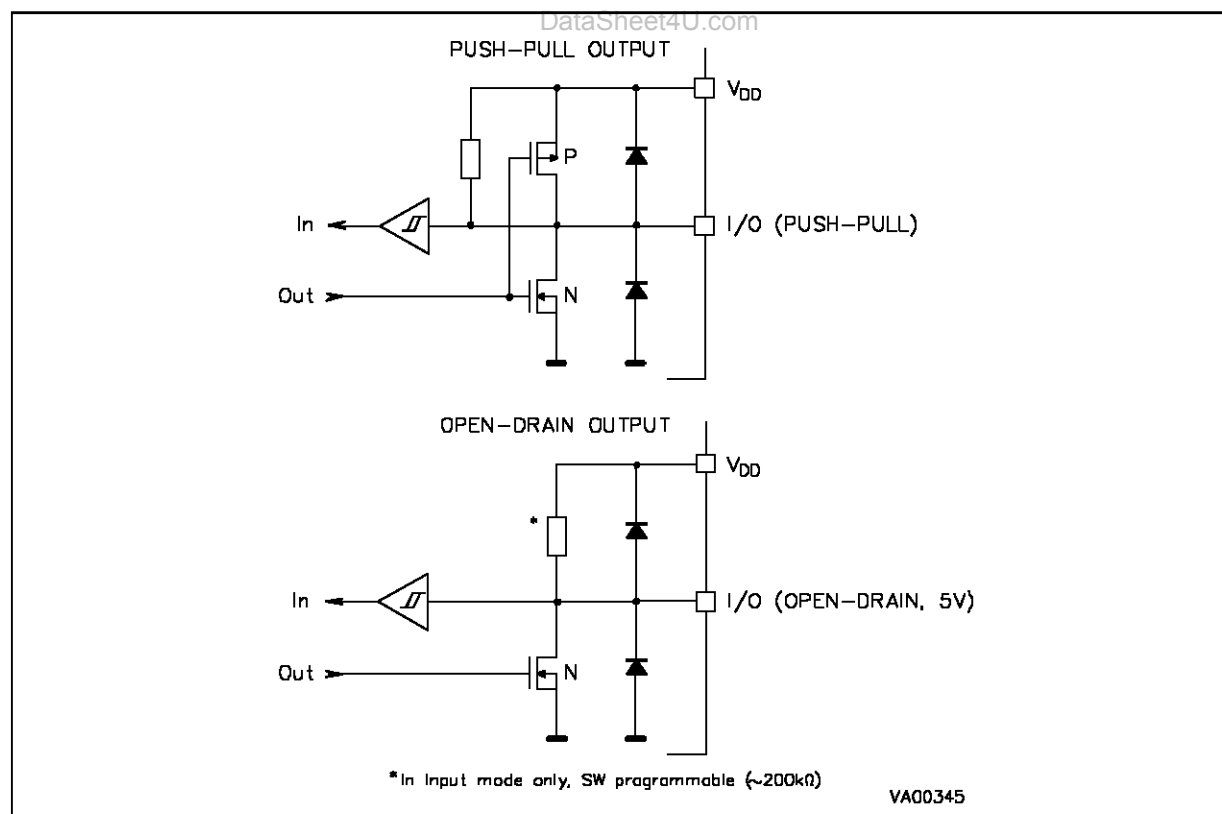 DataSheet4U.com
PUSH-PULL OUTPUT
VDD
P
In
I/O (PUSH-PULL)
Out
N
OPEN-DRAIN OUTPUT
VDD
*
In
I/O (OPEN-DRAIN, 5V)
Out
N
*In Input mode only, SW programmable (~200kΩ)
VA00345